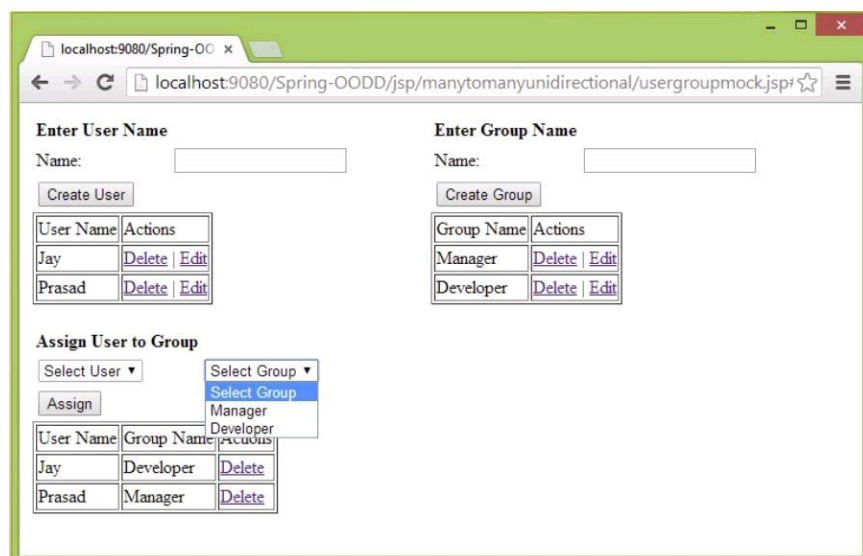 localhost:9080/Spring-OO
localhost:9080/Spring-OODD/jsp/manytomanyunidirectional/usergroupmock.jsp#
Enter User Name
Name:
Create User
User Name Actions
Jay Delete | Edit
Prasad Delete | Edit
Enter Group Name
Name:
Create Group
Group Name Actions
Manager Delete | Edit
Developer Delete | Edit
Assign User to Group
Select User Select Group
Select Group
Manager
Developer
Assign
User Name Group Name Actions
Jay Developer Delete
Prasad Manager Delete